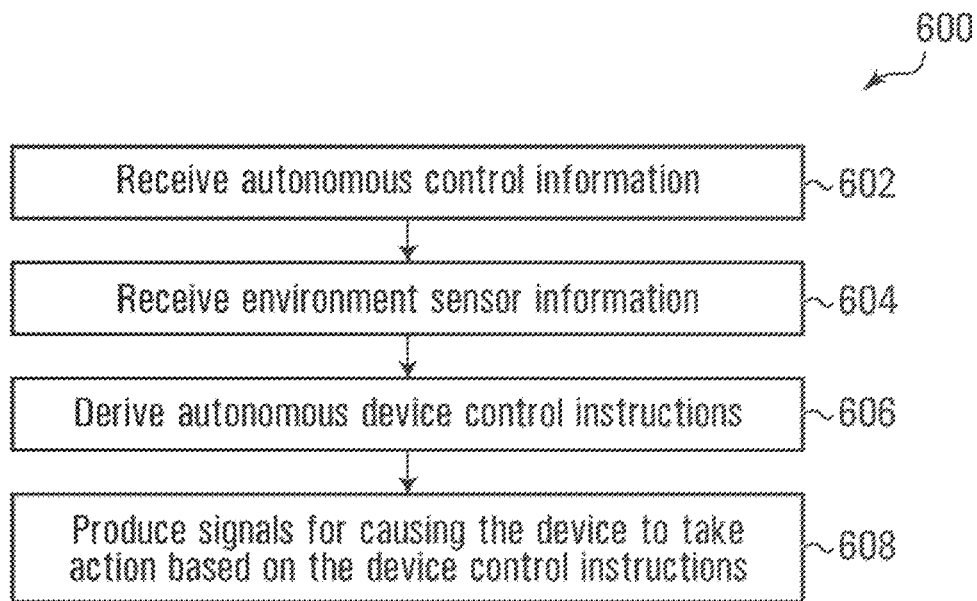 600
Receive autonomous control information
602
Receive environment sensor information
604
Derive autonomous device control instructions
606
Produce signals for causing the device to take
action based on the device control instructions
608